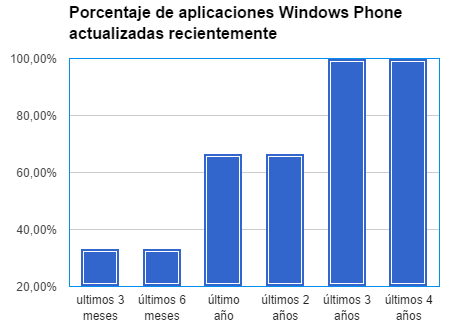 Porcentaje de aplicaciones Windows Phone
actualizadas recientemente
100,00%
80,00%
60,00%
40,00%
20,00%
ultimos 3
meses
últimos 6
meses
último
año
últimos 2
años
últimos 3
años
últimos 4
años